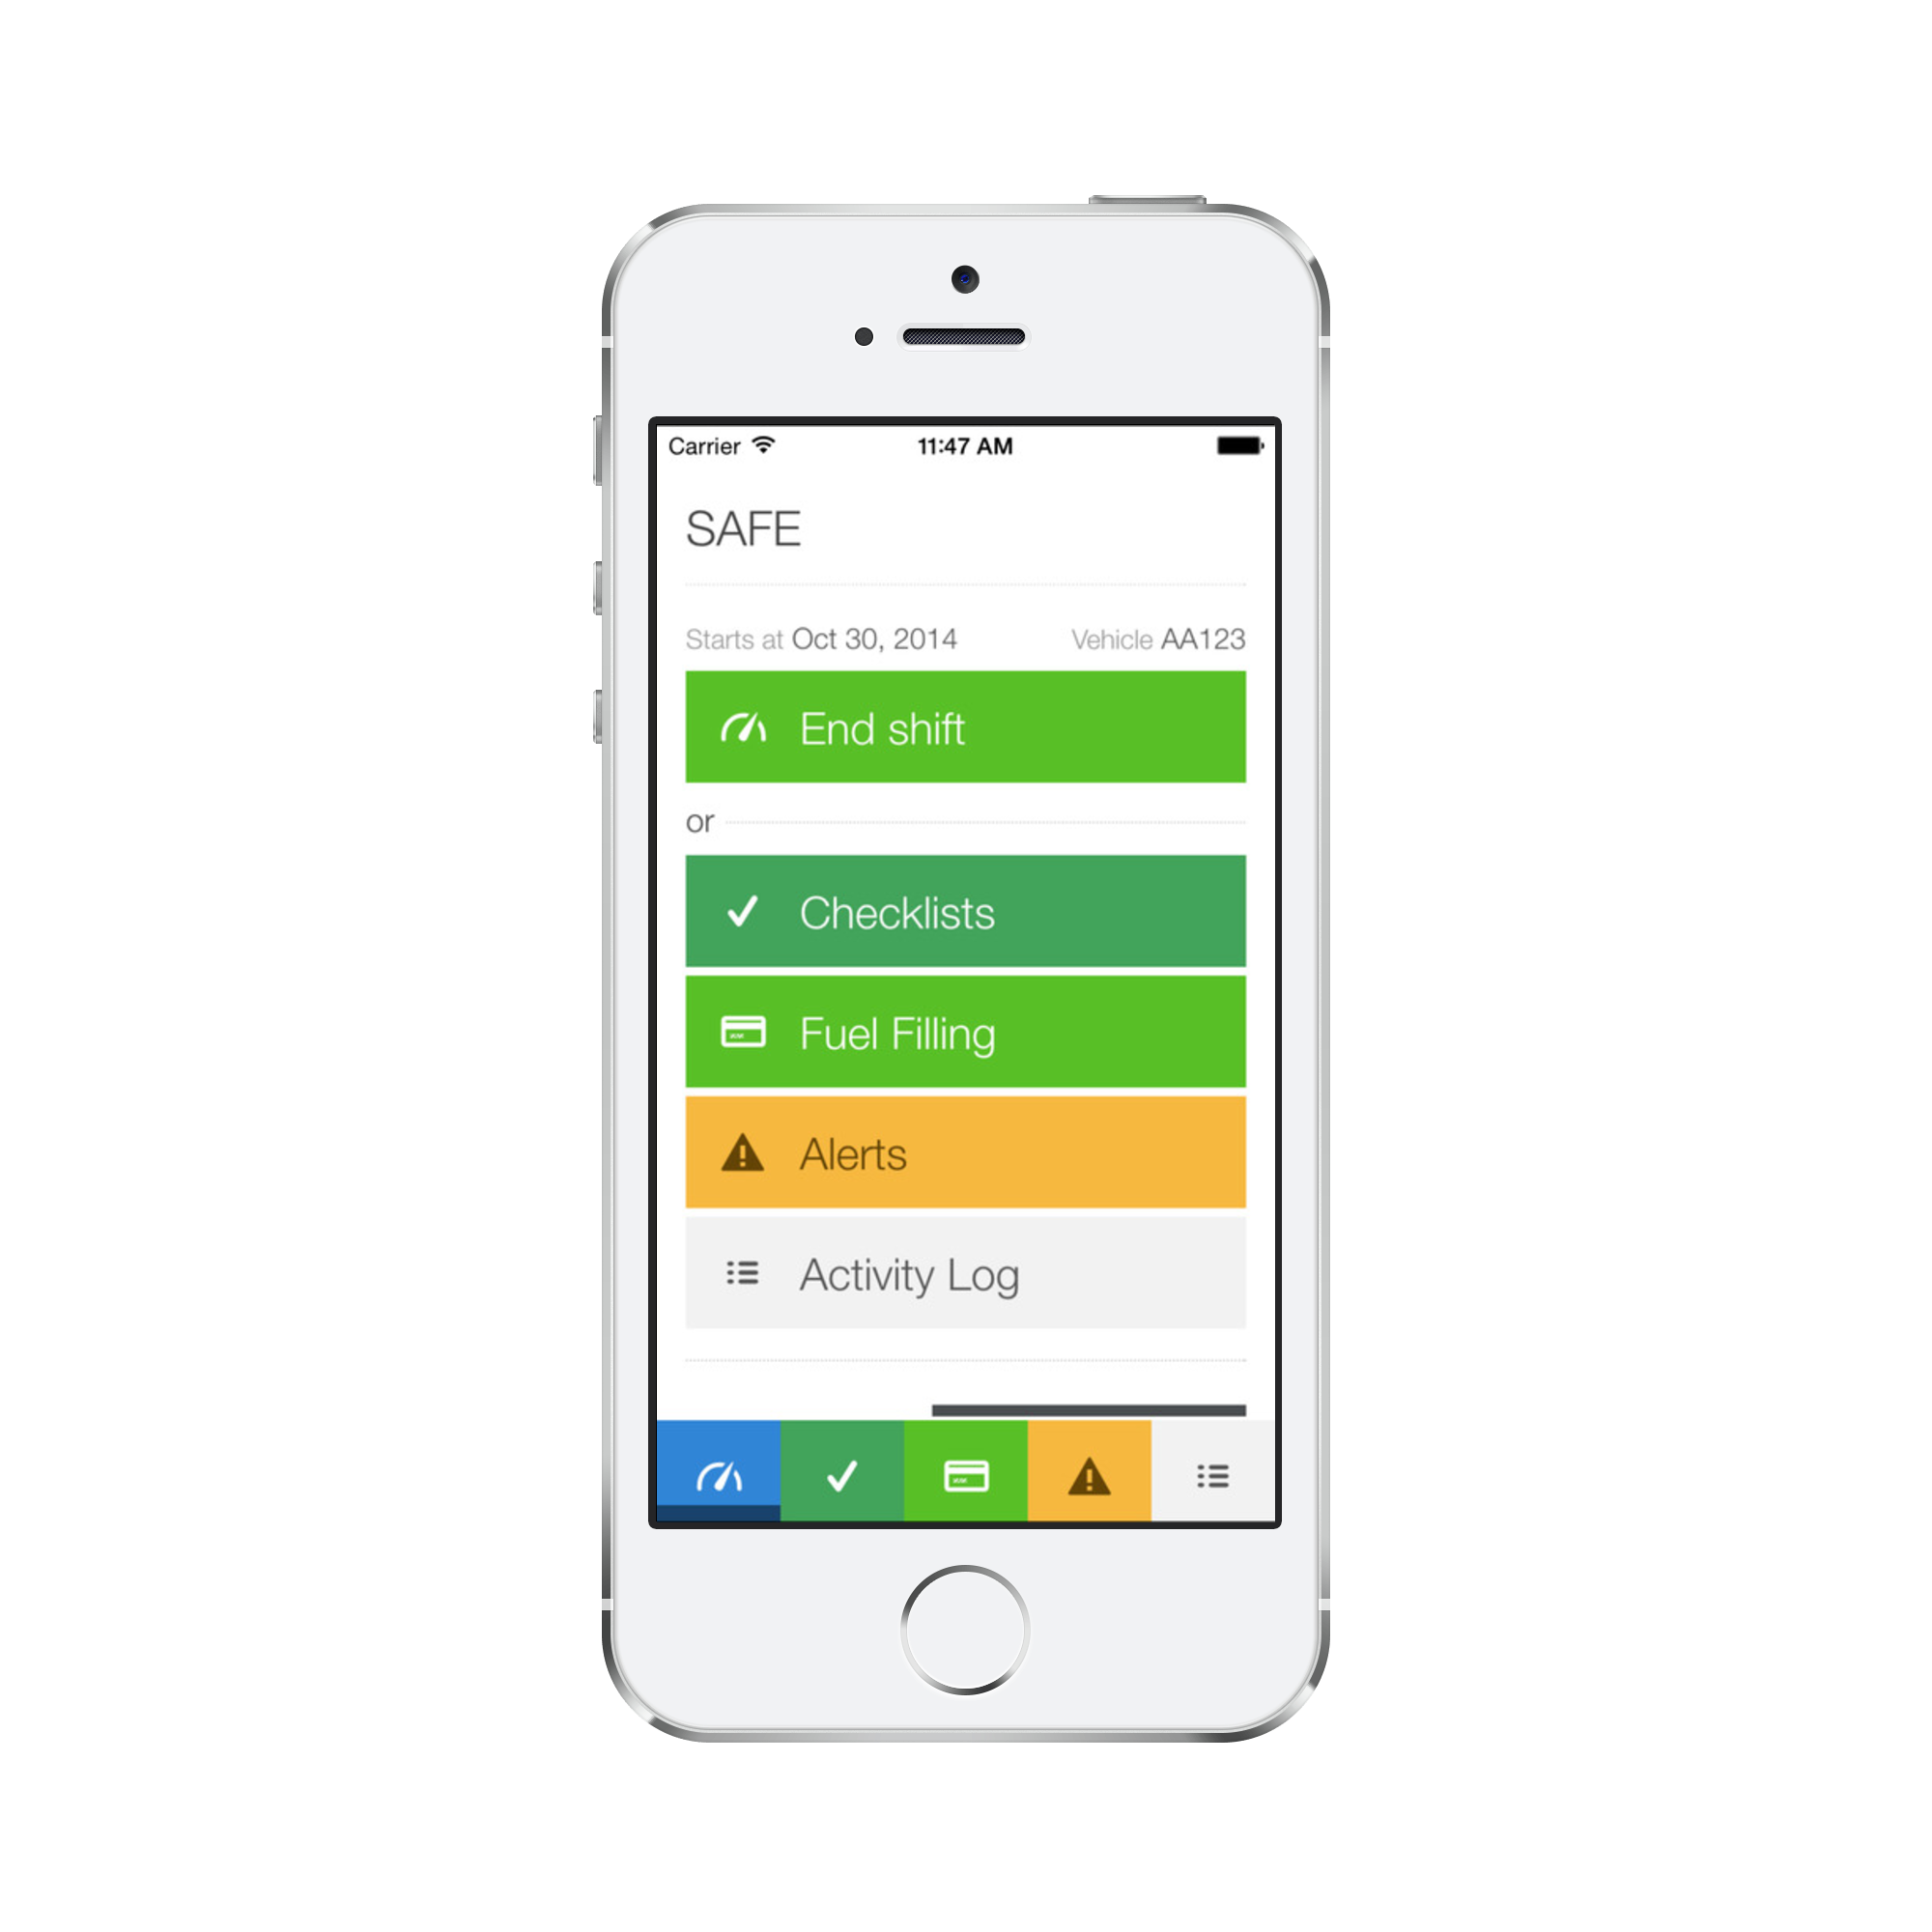 Carrier 11:47 AM
SAFE
Starts at Oct 30, 2014 Vehicle AA123
End shift
or
Checklists
Fuel Filling
Alerts
Activity Log